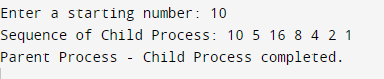 Enter a starting number: 10
Sequence of Child Process: 10 5 16 8 4 2 1
Parent Process - Child Process completed.